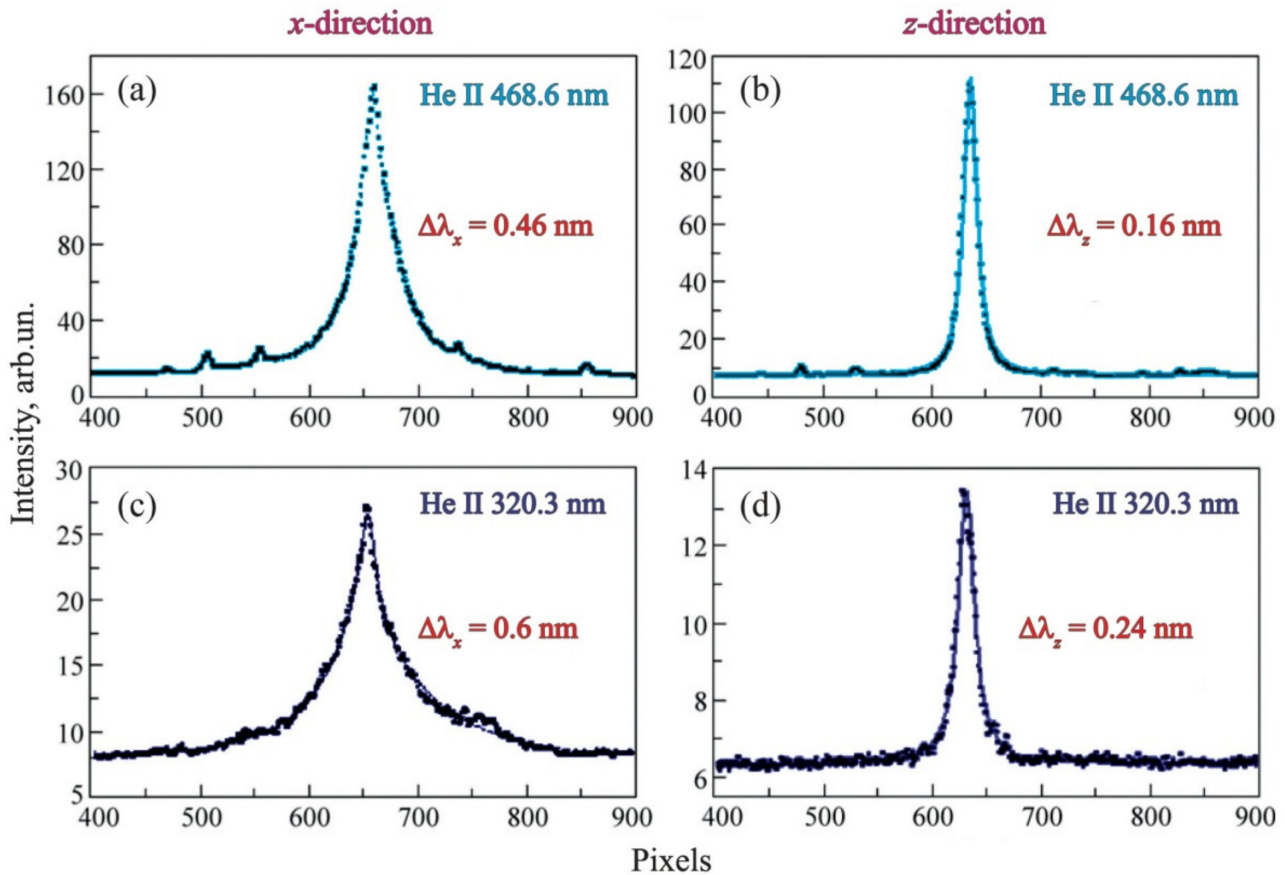 x-direction
z-direction
Intensity, arb.un.
(a)
He II 468.6 nm
Δλx = 0.46 nm
160
120
80
40
0
400 500 600 700 800 900
(b)
He II 468.6 nm
Δλz = 0.16 nm
120
100
80
60
40
20
0
400 500 600 700 800 900
(c)
He II 320.3 nm
Δλx = 0.6 nm
30
25
20
15
10
5
400 500 600 700 800 900
(d)
He II 320.3 nm
Δλz = 0.24 nm
14
12
10
8
6
400 500 600 700 800 900
Pixels